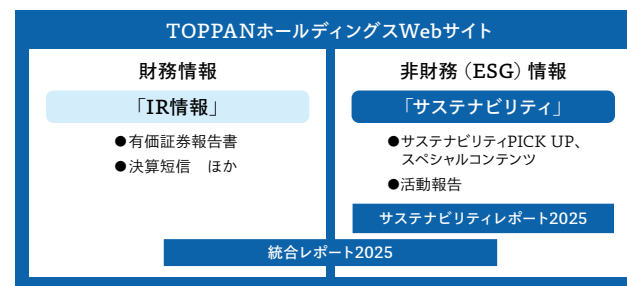 TOPPANホールディングスWebサイト
財務情報
「IR情報」
●有価証券報告書
●決算短信　ほか
非財務（ESG）情報
「サステナビリティ」
●サステナビリティPICK UP、
スペシャルコンテンツ
●活動報告
サステナビリティレポート2025
統合レポート2025